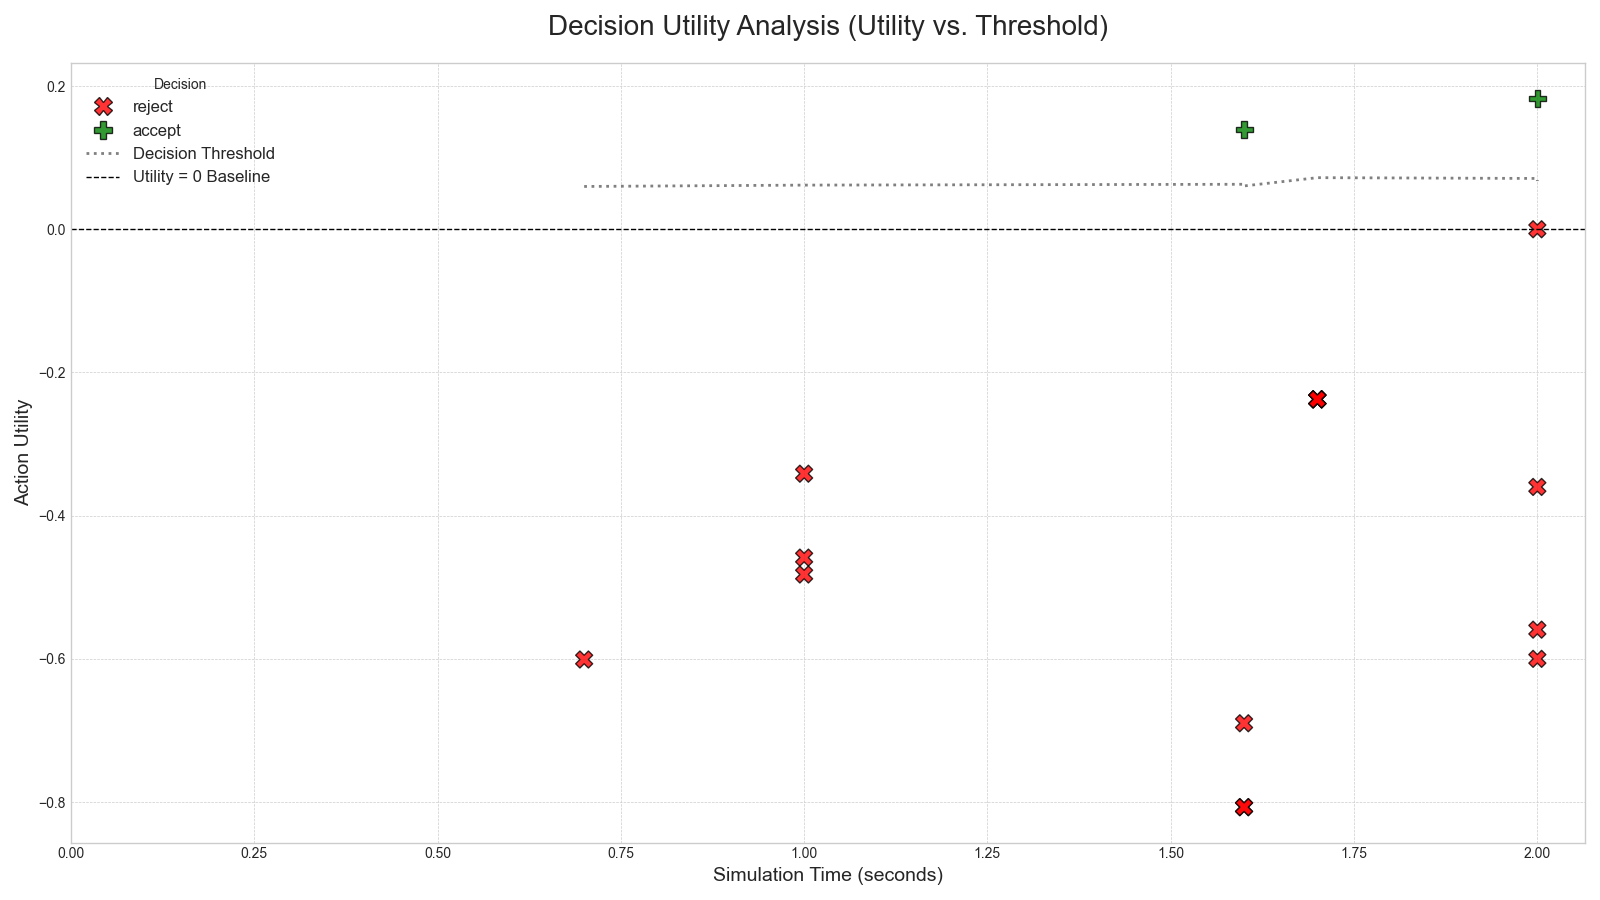 Decision Utility Analysis (Utility vs. Threshold)
Decision
reject
accept
Decision Threshold
Utility = 0 Baseline
Action Utility
0.2
0.0
−0.2
−0.4
−0.6
−0.8
0.00 0.25 0.50 0.75 1.00 1.25 1.50 1.75 2.00
Simulation Time (seconds)